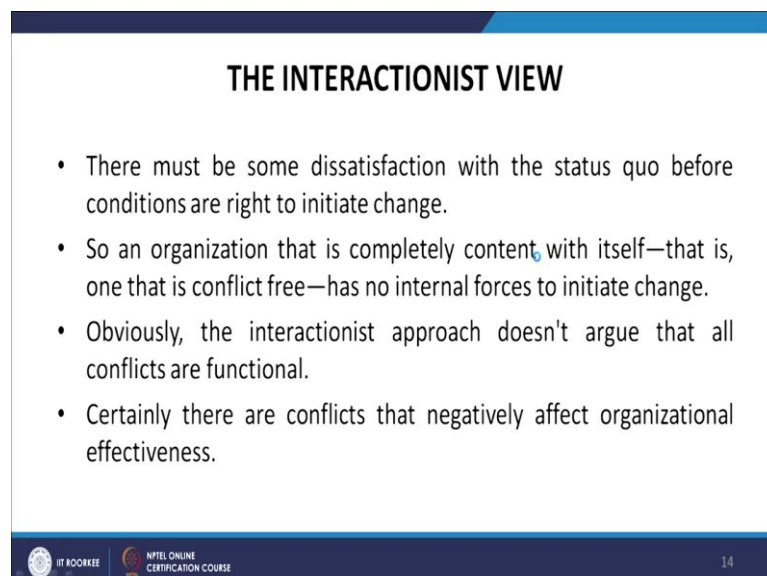 THE INTERACTIONIST VIEW
• There must be some dissatisfaction with the status quo before
conditions are right to initiate change.
• So an organization that is completely content with itself—that is,
one that is conflict free—has no internal forces to initiate change.
• Obviously, the interactionist approach doesn't argue that all
conflicts are functional.
• Certainly there are conflicts that negatively affect organizational
effectiveness.
IIT ROORKEE
NPTEL ONLINE
CERTIFICATION COURSE
14